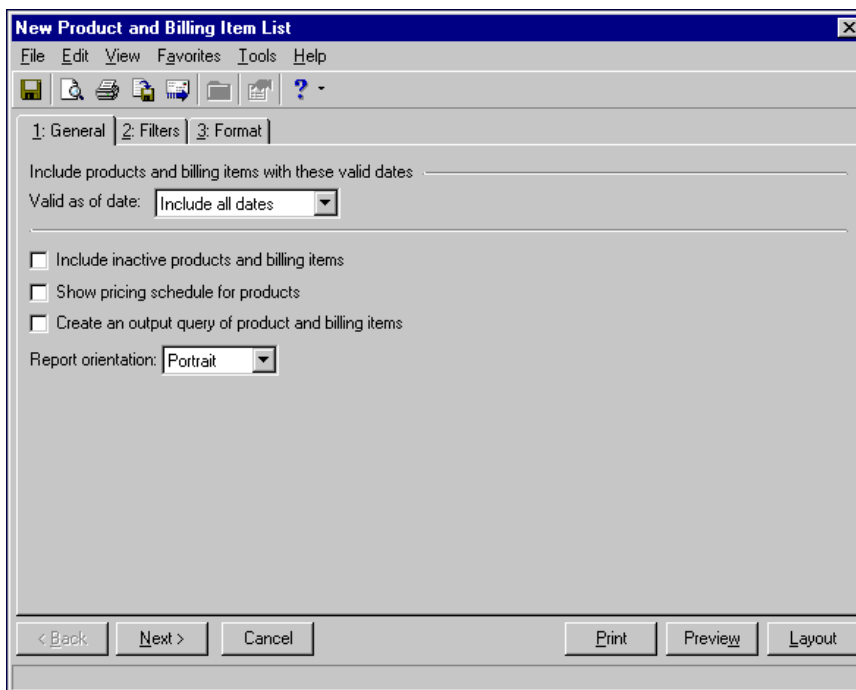 New Product and Billing Item List
File Edit View Favorites Tools Help
?
1: General 2: Filters 3: Format
Include products and billing items with these valid dates
Valid as of date: Include all dates
Include inactive products and billing items
Show pricing schedule for products
Create an output query of product and billing items
Report orientation: Portrait
< Back Next > Cancel Print Preview Layout